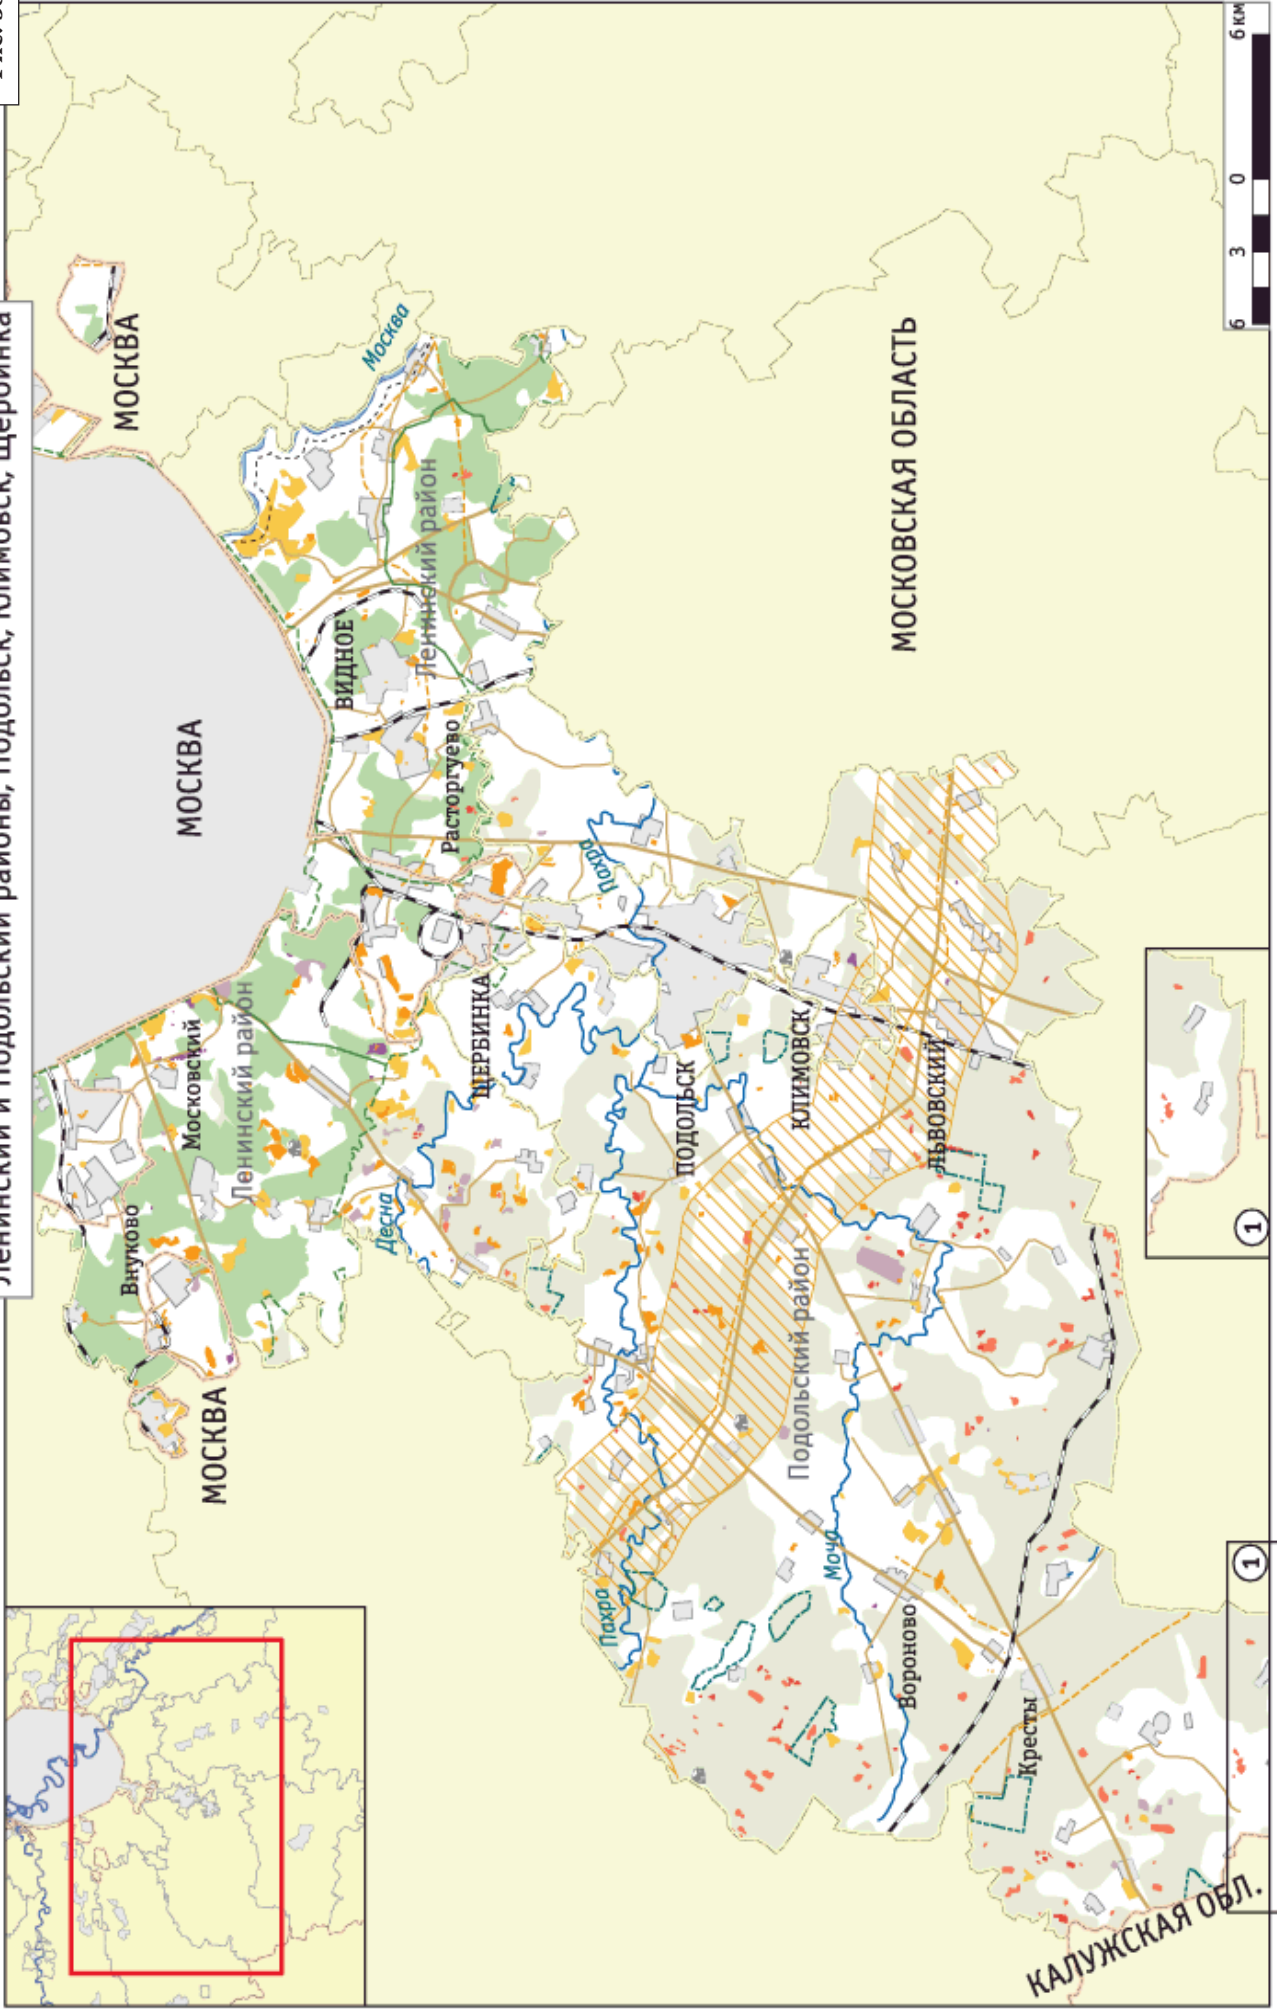 Ленинский и Подольский районы, Подольск, Климовск, Щербинка
МОСКВА
МОСКВА
МОСКВА
Москва
Внуково
Московский
Ленинский район
ВИДНОЕ
Ленинский район
Расторгуево
Десна
ЩЕРБИНКА
Пахра
ПОДОЛЬСК
КЛИМОВСК
Подольский район
ЛЬВОВСКИЙ
МОСКОВСКАЯ ОБЛАСТЬ
Пахра
Моча
Вороново
Кресты
КАЛУЖСКАЯ ОБЛ.
1
1
6 3 0 6 км